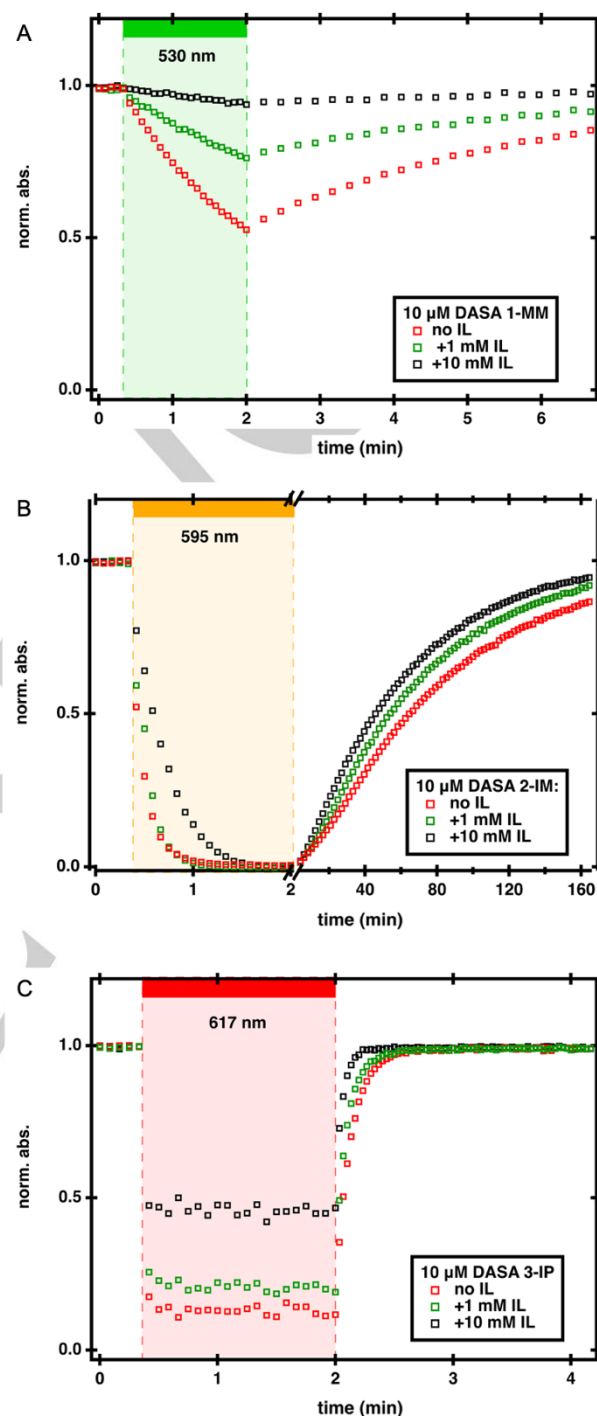 A
530 nm
1.0
0.5
0.0
norm. abs.
10 µM DASA 1-MM
no IL
+1 mM IL
+10 mM IL
0 1 2 3 4 5 6
time (min)
B
595 nm
1.0
0.5
0.0
norm. abs.
10 µM DASA 2-IM:
no IL
+1 mM IL
+10 mM IL
0 1 2 40 80 120 160
time (min)
C
617 nm
1.0
0.5
0.0
norm. abs.
10 µM DASA 3-IP
no IL
+1 mM IL
+10 mM IL
0 1 2 3 4
time (min)